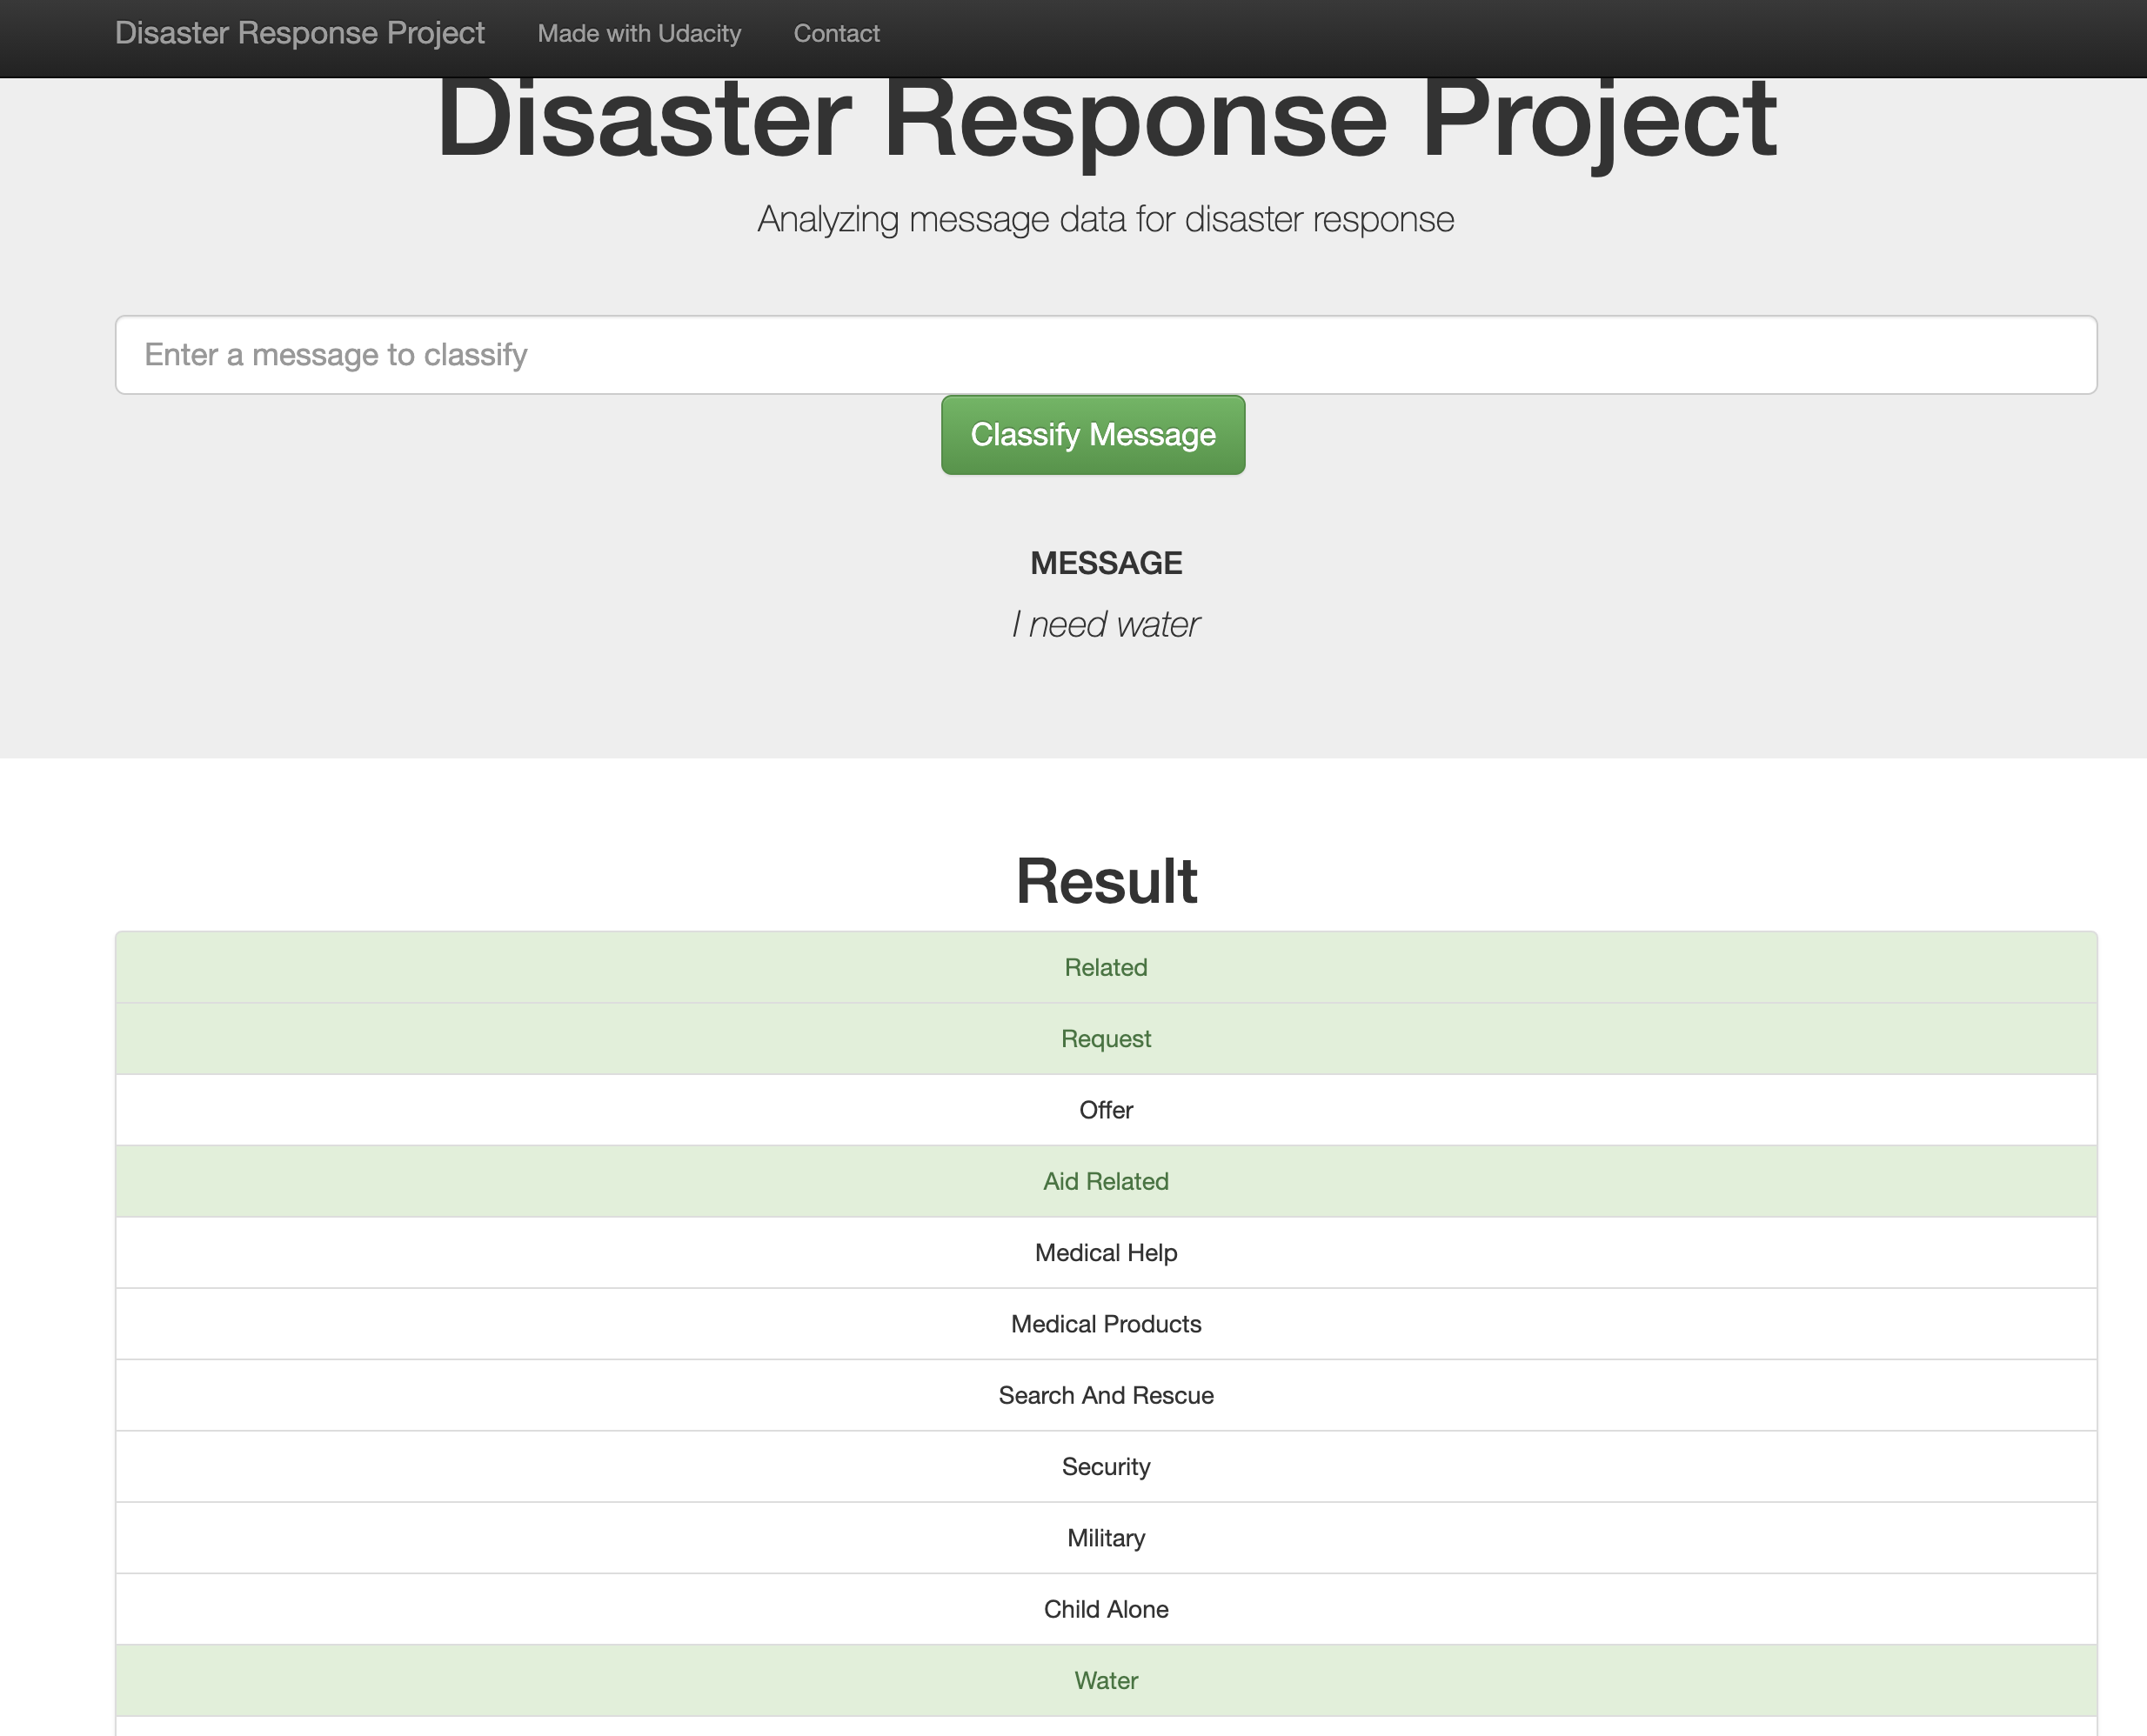 Disaster Response Project Made with Udacity Contact
Disaster Response Project
Analyzing message data for disaster response
Enter a message to classify
Classify Message
MESSAGE
I need water
Result
Related
Request
Offer
Aid Related
Medical Help
Medical Products
Search And Rescue
Security
Military
Child Alone
Water